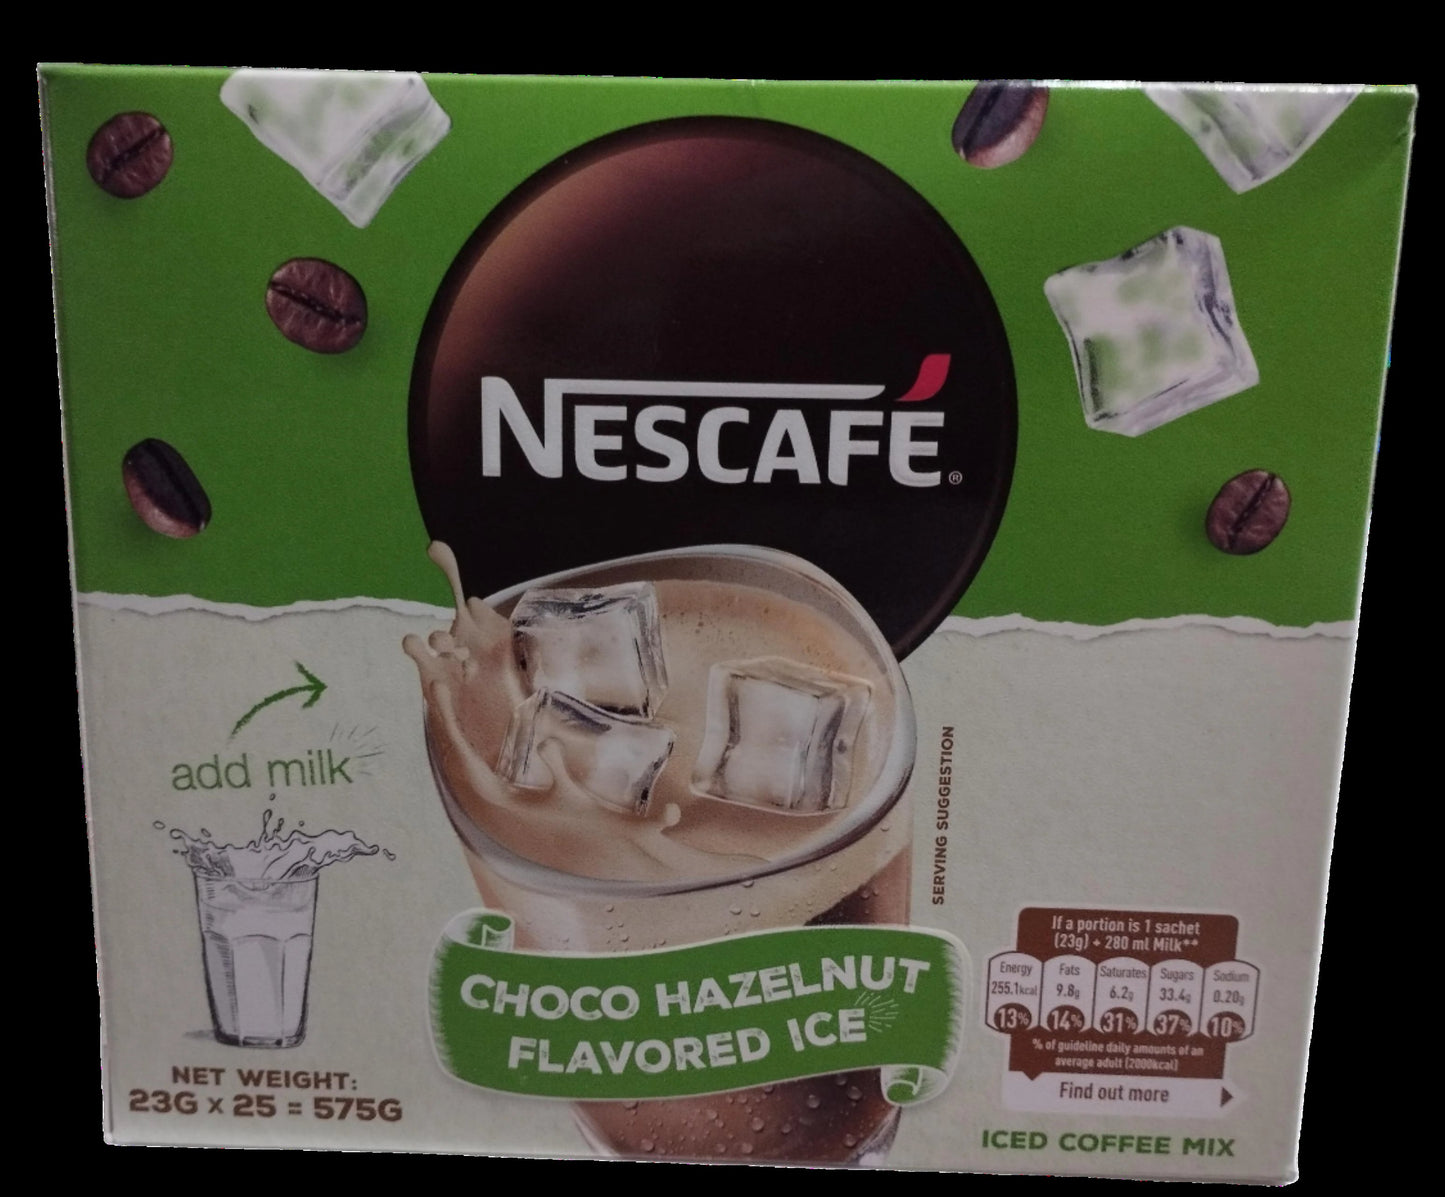 NESCAFÉ®
add milk
SERVING SUGGESTION
CHOCO HAZELNUT
FLAVORED ICE
If a portion is 1 sachet
(23g) + 280 ml Milk**
Energy Fats Saturates Sugars Sodium
255.1kcal 9.8g 6.2g 33.4g 0.20g
13% 14% 31% 37% 10%
% of guideline daily amounts of an
average adult (2000kcal)
Find out more
NET WEIGHT:
23G x 25 = 575G
ICED COFFEE MIX